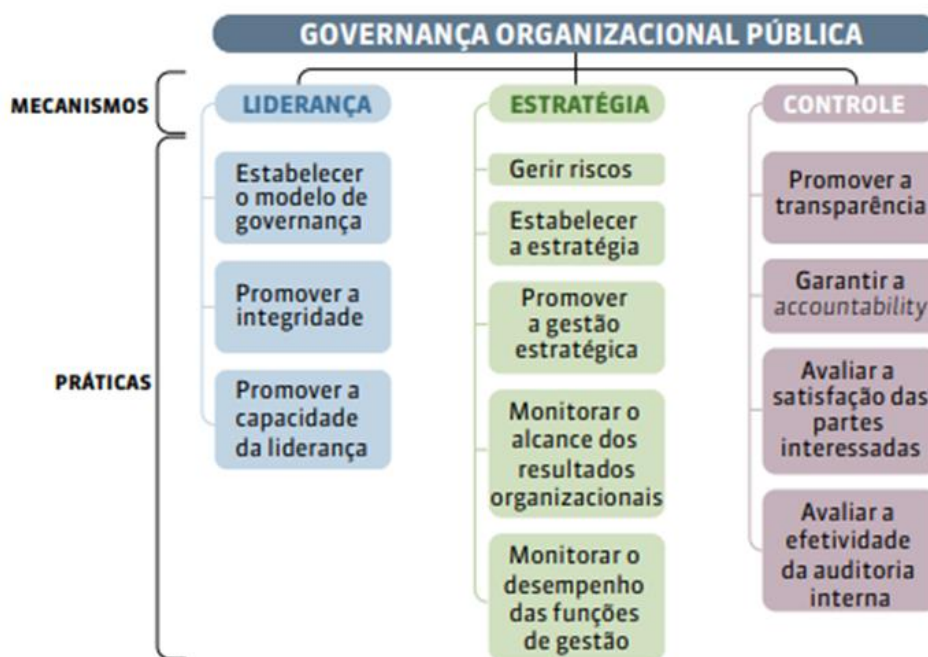 GOVERNANÇA ORGANIZACIONAL PÚBLICA
MECANISMOS
LIDERANÇA
ESTRATÉGIA
CONTROLE
PRÁTICAS
Estabelecer
o modelo de
governança
Promover a
integridade
Promover a
capacidade
da liderança
Gerir riscos
Estabelecer
a estratégia
Promover
a gestão
estratégica
Monitorar o
alcance dos
resultados
organizacionais
Monitorar o
desempenho
das funções
de gestão
Promover a
transparência
Garantir a
accountability
Avaliar a
satisfação das
partes
interessadas
Avaliar a
efetividade
da auditoria
interna